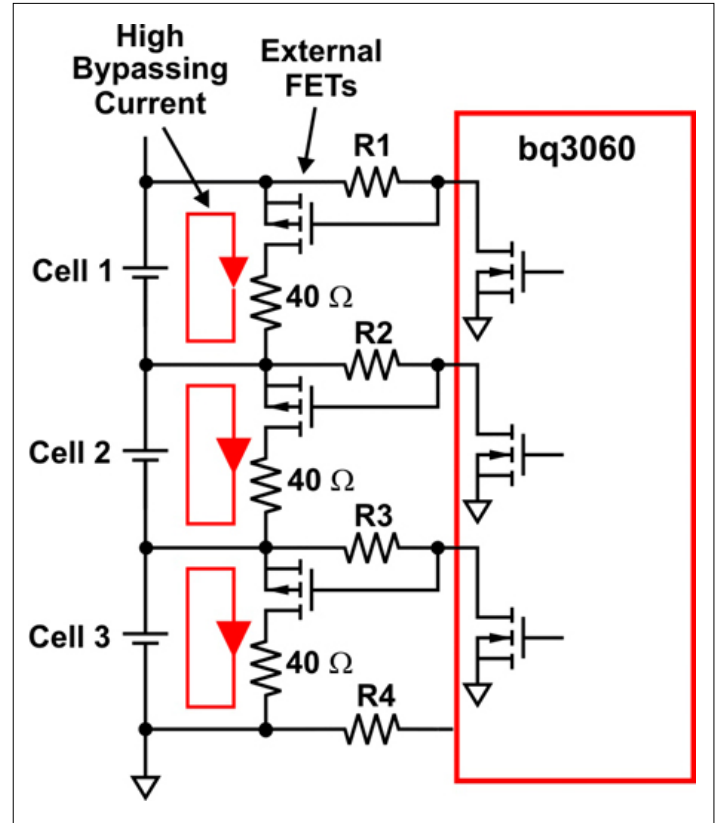 High
Bypassing
Current
External
FETs
R1
bq3060
Cell 1
40 Ω
R2
Cell 2
40 Ω
R3
Cell 3
40 Ω
R4